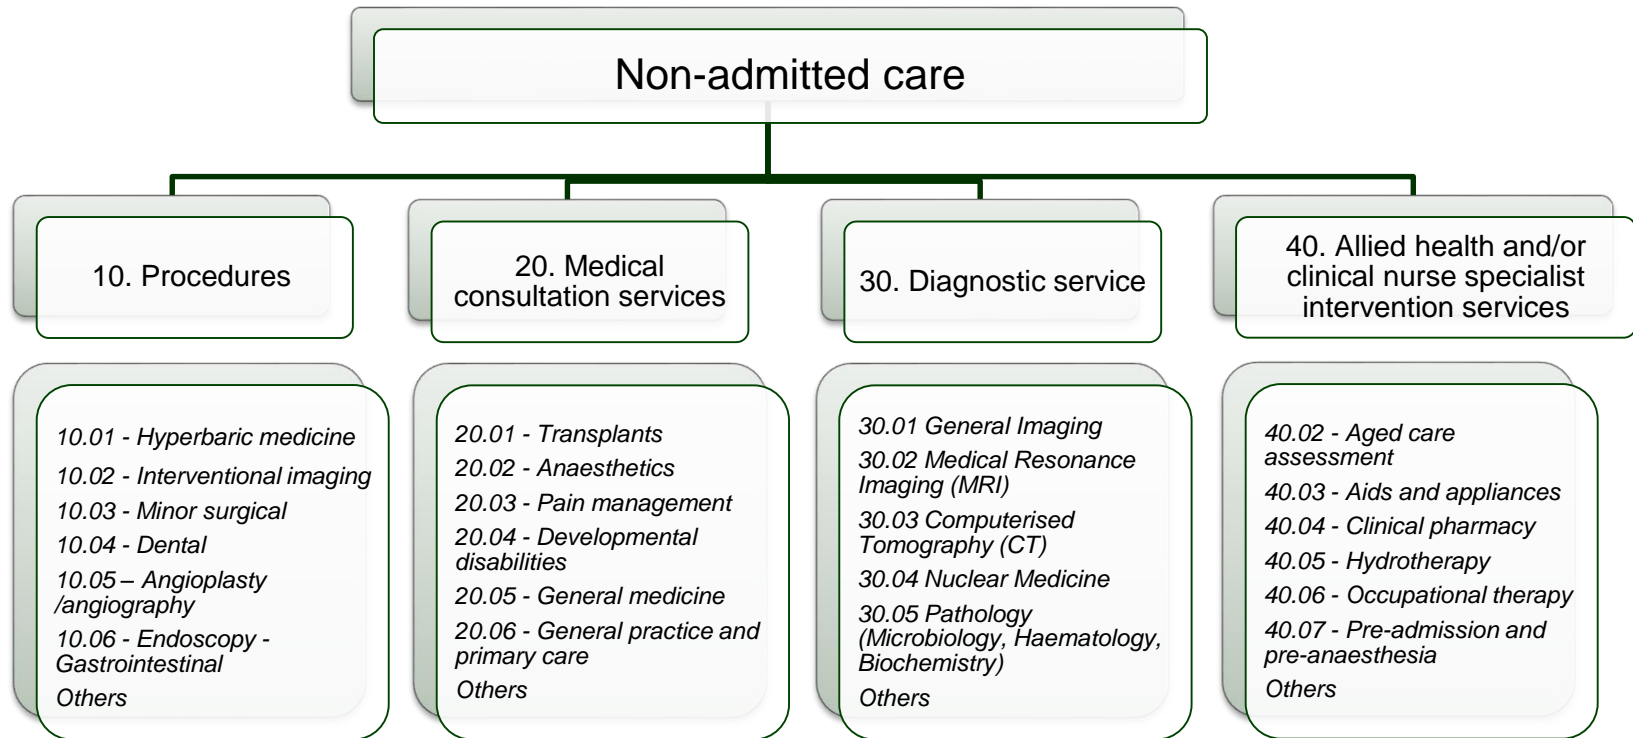 Non-admitted care
10. Procedures
20. Medical
consultation services
30. Diagnostic service
40. Allied health and/or
clinical nurse specialist
intervention services
10.01 - Hyperbaric medicine
10.02 - Interventional imaging
10.03 - Minor surgical
10.04 - Dental
10.05 – Angioplasty
/angiography
10.06 - Endoscopy -
Gastrointestinal
Others
20.01 - Transplants
20.02 - Anaesthetics
20.03 - Pain management
20.04 - Developmental
disabilities
20.05 - General medicine
20.06 - General practice and
primary care
Others
30.01 General Imaging
30.02 Medical Resonance
Imaging (MRI)
30.03 Computerised
Tomography (CT)
30.04 Nuclear Medicine
30.05 Pathology
(Microbiology, Haematology,
Biochemistry)
Others
40.02 - Aged care
assessment
40.03 - Aids and appliances
40.04 - Clinical pharmacy
40.05 - Hydrotherapy
40.06 - Occupational therapy
40.07 - Pre-admission and
pre-anaesthesia
Others